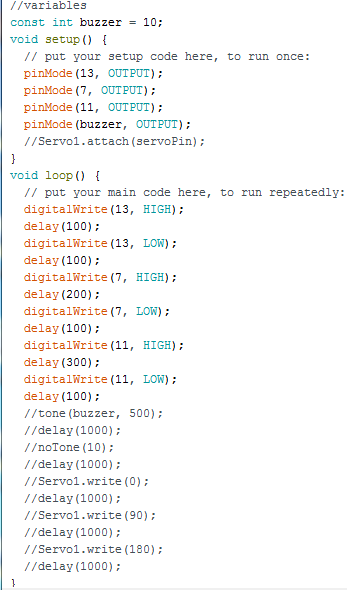 //variables
const int buzzer = 10;
void setup() {
  // put your setup code here, to run once:
  pinMode(13, OUTPUT);
  pinMode(7, OUTPUT);
  pinMode(11, OUTPUT);
  pinMode(buzzer, OUTPUT);
  //Servo1.attach(servoPin);
}
void loop() {
  // put your main code here, to run repeatedly:
  digitalWrite(13, HIGH);
  delay(100);
  digitalWrite(13, LOW);
  delay(100);
  digitalWrite(7, HIGH);
  delay(200);
  digitalWrite(7, LOW);
  delay(100);
  digitalWrite(11, HIGH);
  delay(300);
  digitalWrite(11, LOW);
  delay(100);
  //tone(buzzer, 500);
  //delay(1000);
  //noTone(10);
  //delay(1000);
  //Servo1.write(0);
  //delay(1000);
  //Servo1.write(90);
  //delay(1000);
  //Servo1.write(180);
  //delay(1000);
}